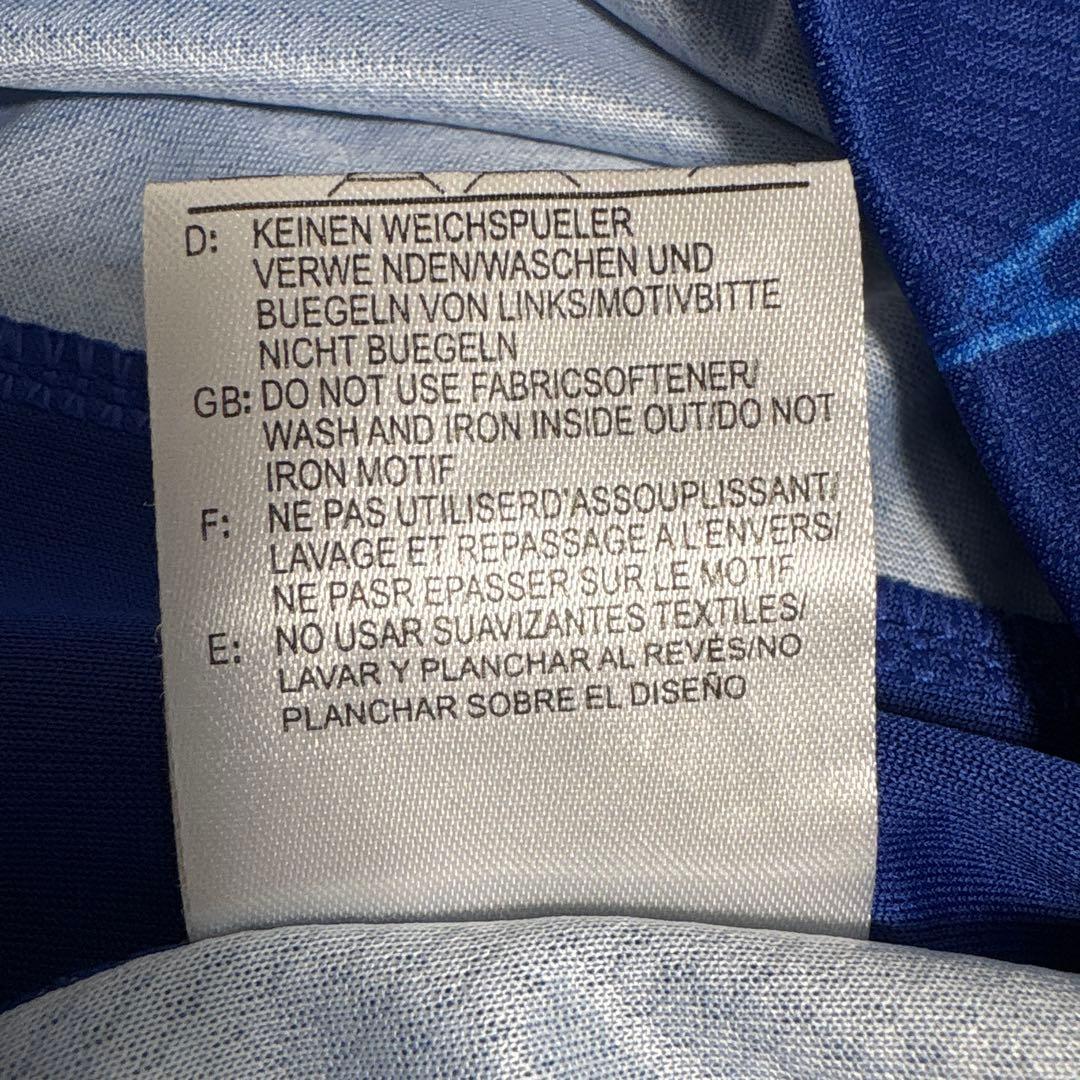 D: KEINEN WEICHSPUELER
VERWE NDEN/WASCHEN UND
BUEGELN VON LINKS/MOTIVBITTE
NICHT BUEGELN
GB: DO NOT USE FABRICSOFTENER/
WASH AND IRON INSIDE OUT/DO NOT
IRON MOTIF
F: NE PAS UTILISERD'ASSOUPLISSANT/
LAVAGE ET REPASSAGE A L'ENVERS/
NE PASR EPASSER SUR LE MOTIF
E: NO USAR SUAVIZANTES TEXTILES/
LAVAR Y PLANCHAR AL REVÉS/NO
PLANCHAR SOBRE EL DISEÑO